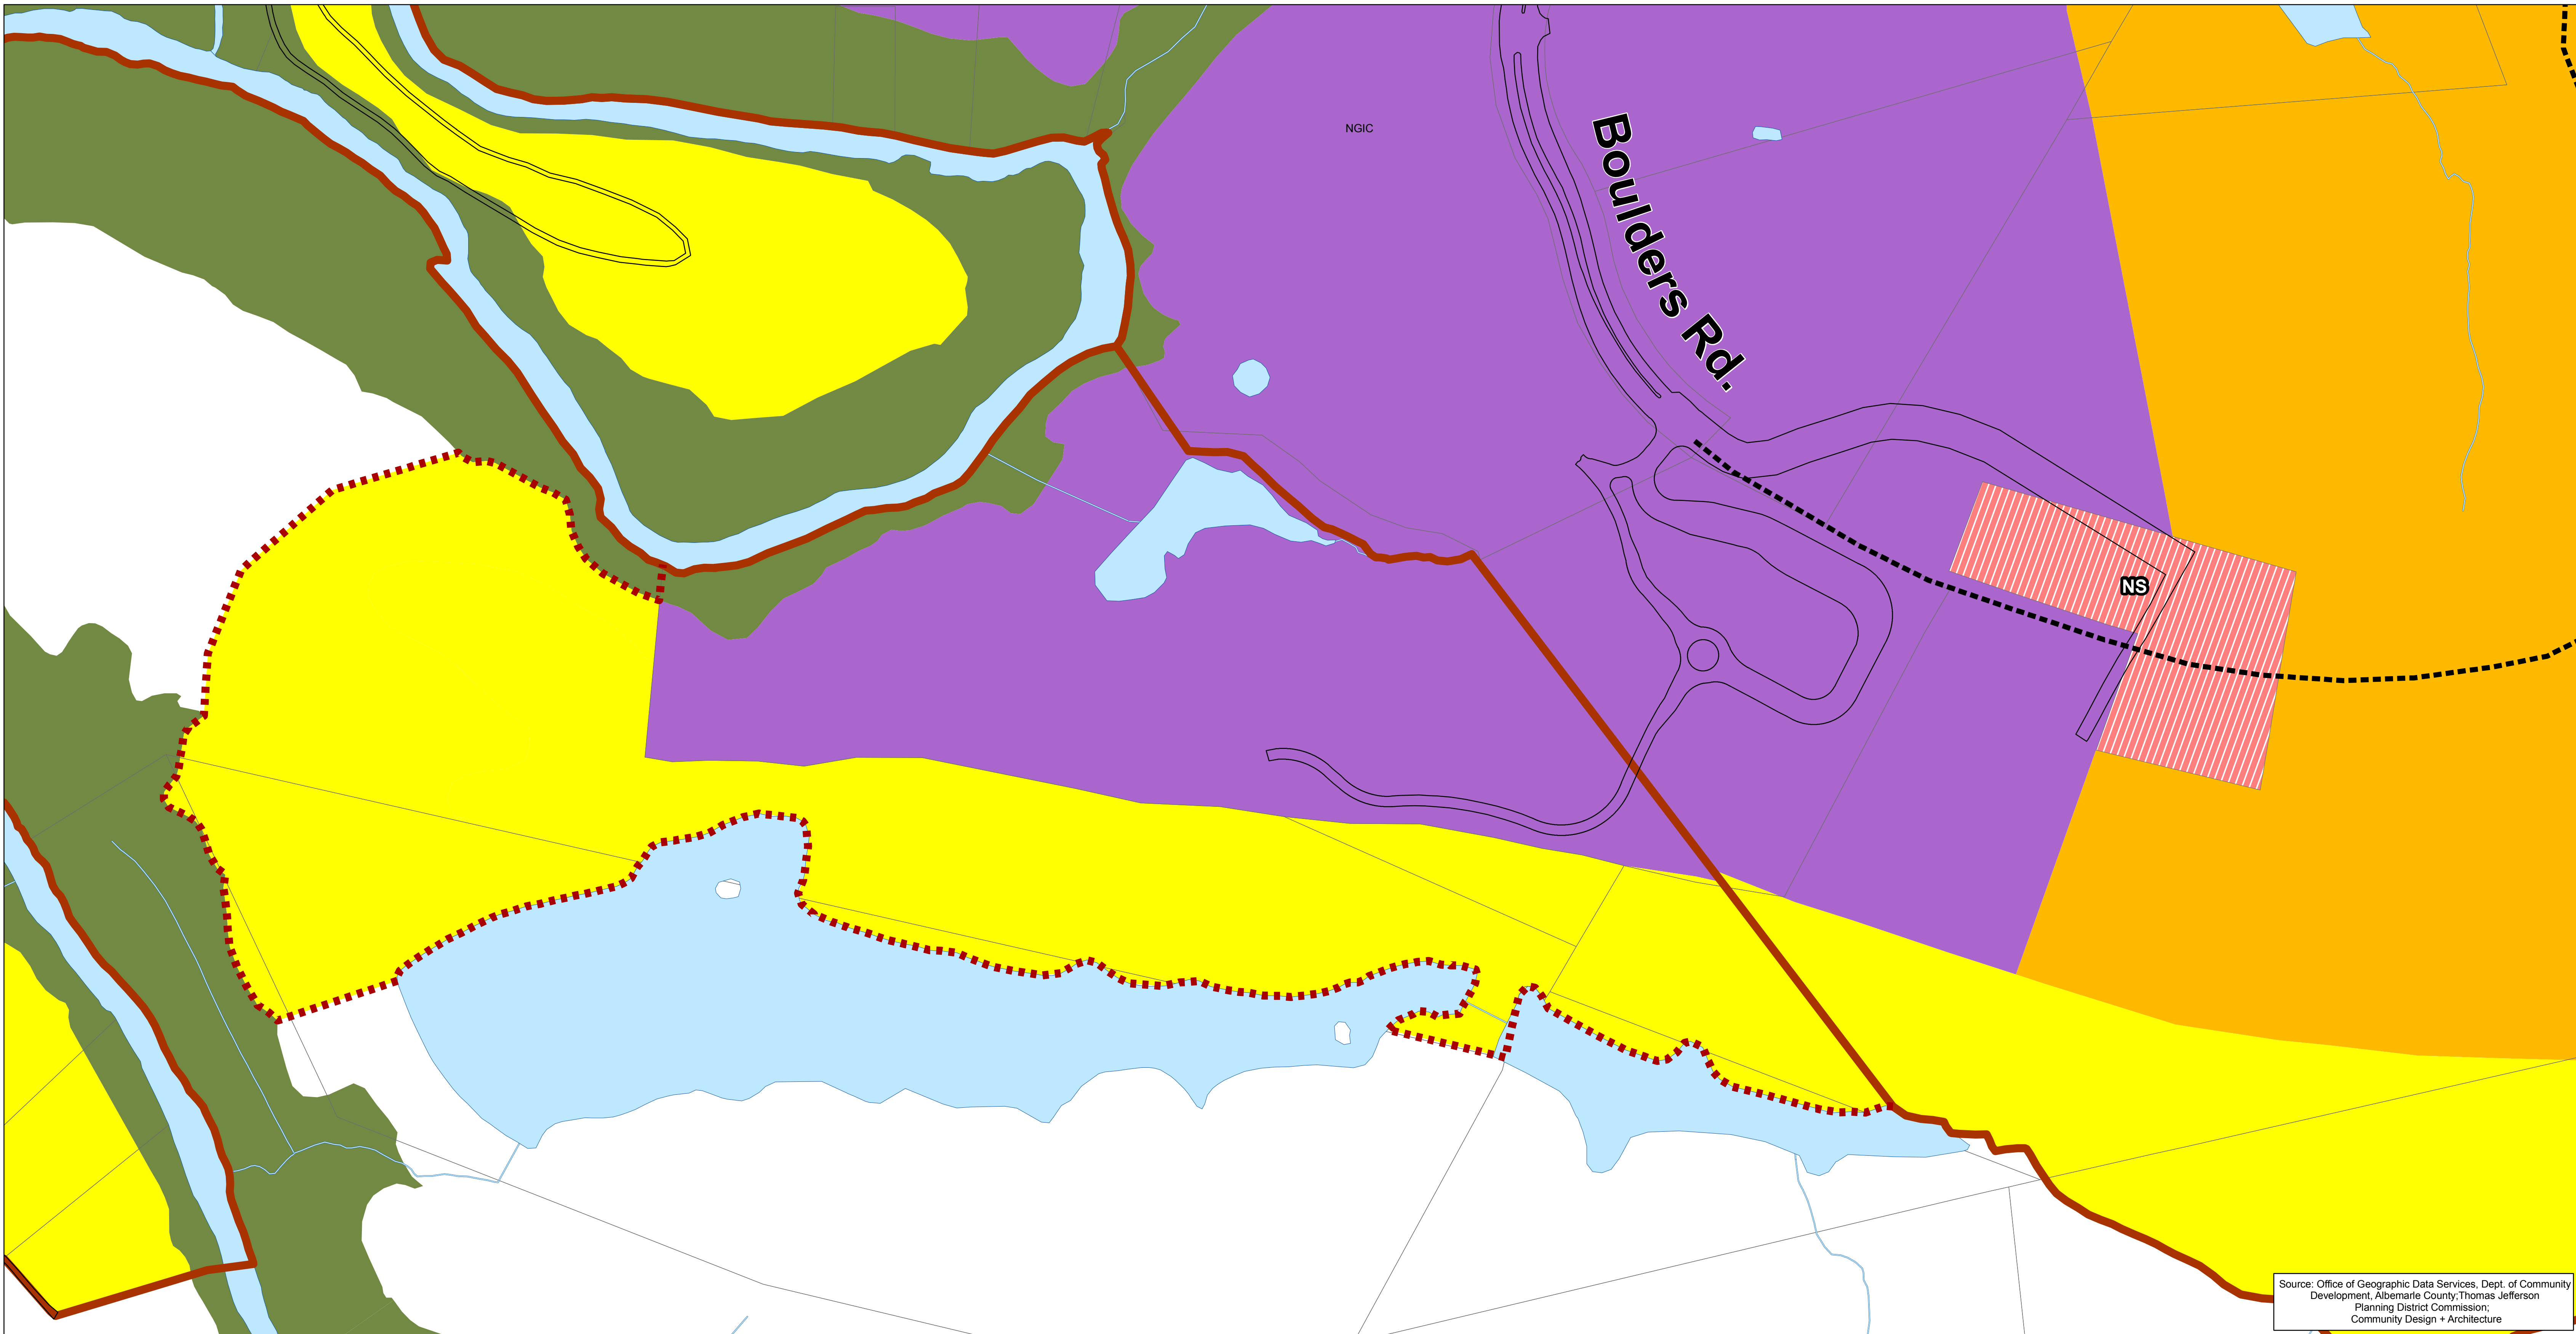 NGIC
Boulders Rd.
NS
Source: Office of Geographic Data Services, Dept. of Community
Development, Albemarle County;Thomas Jefferson
Planning District Commission;
Community Design + Architecture